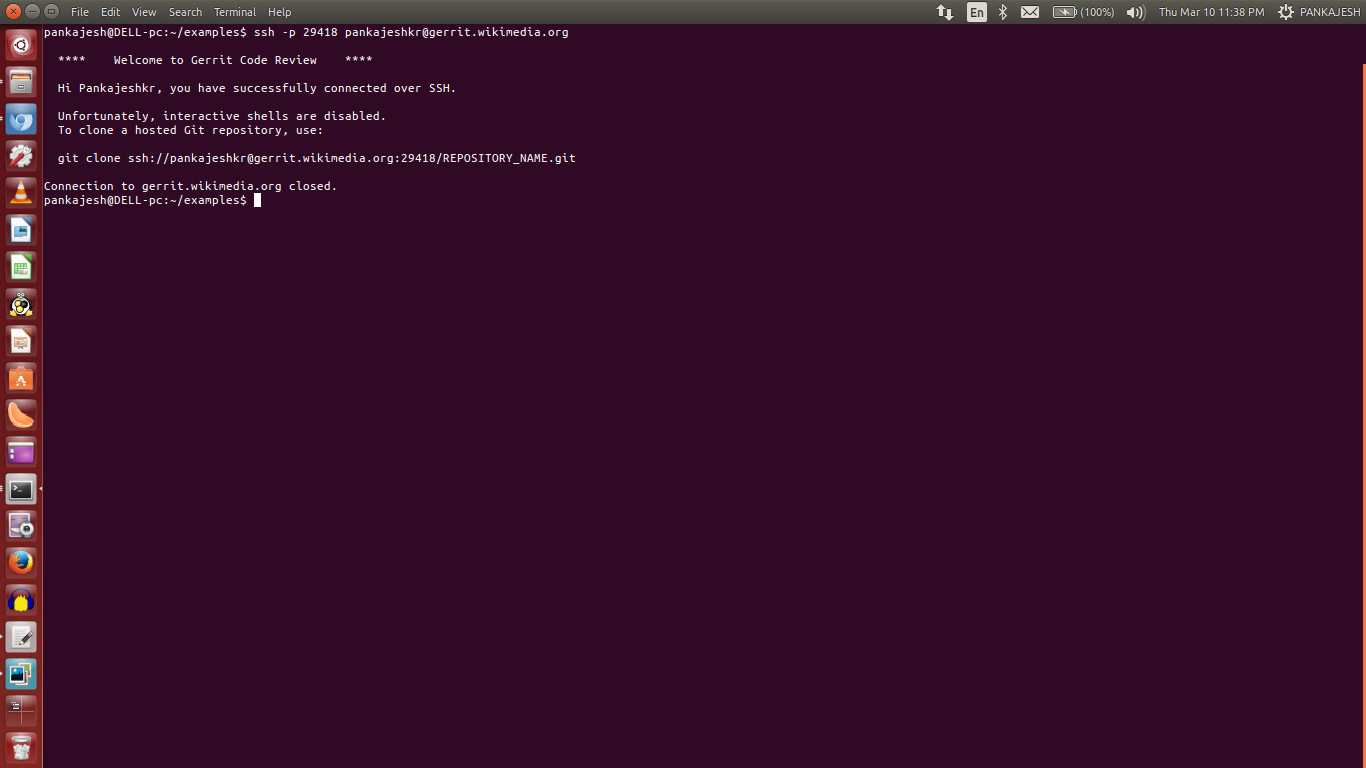 File Edit View Search Terminal Help
En (100%) Thu Mar 10 11:38 PM PANKAJESH
pankajesh@DELL-pc:~/examples$ ssh -p 29418 pankajeshkr@gerrit.wikimedia.org
**** Welcome to Gerrit Code Review ****
Hi Pankajeshkr, you have successfully connected over SSH.
Unfortunately, interactive shells are disabled.
To clone a hosted Git repository, use:
git clone ssh://pankajeshkr@gerrit.wikimedia.org:29418/REPOSITORY_NAME.git
Connection to gerrit.wikimedia.org closed.
pankajesh@DELL-pc:~/examples$